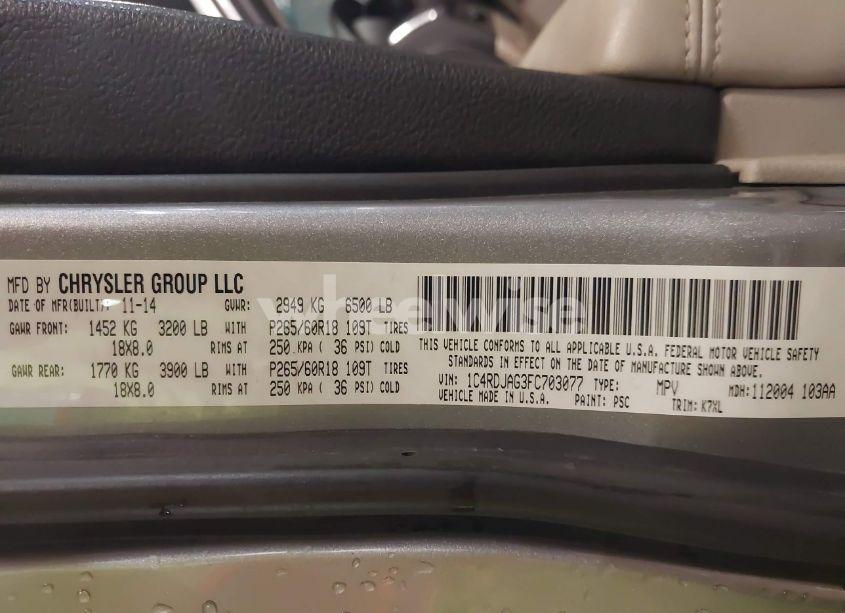 MFD BY CHRYSLER GROUP LLC
DATE OF MFR(BUILT): 11-14 GVWR: 2949 KG 6500 LB
GAWR FRONT: 1452 KG 3200 LB WITH P265/60R18 109T TIRES
18X8.0 RIMS AT 250 KPA ( 36 PSI) COLD
GAWR REAR: 1770 KG 3900 LB WITH P265/60R18 109T TIRES
18X8.0 RIMS AT 250 KPA ( 36 PSI) COLD
THIS VEHICLE CONFORMS TO ALL APPLICABLE U.S.A. FEDERAL MOTOR VEHICLE SAFETY
STANDARDS IN EFFECT ON THE DATE OF MANUFACTURE SHOWN ABOVE.
VIN: 1C4RDJAG3FC703077 TYPE: MPV MDH:112004 103AA
VEHICLE MADE IN U.S.A. PAINT: PSC TRIM: K7XL
wheelwise